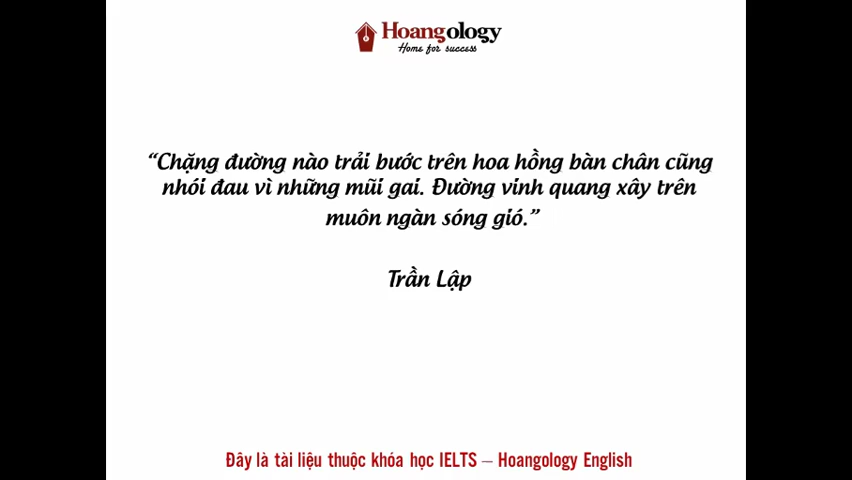 Hoangology
Home for success
“Chặng đường nào trải bước trên hoa hồng bàn chân cũng
nhói đau vì những mũi gai. Đường vinh quang xây trên
muôn ngàn sóng gió.”
Trần Lập
Đây là tài liệu thuộc khóa học IELTS – Hoangology English